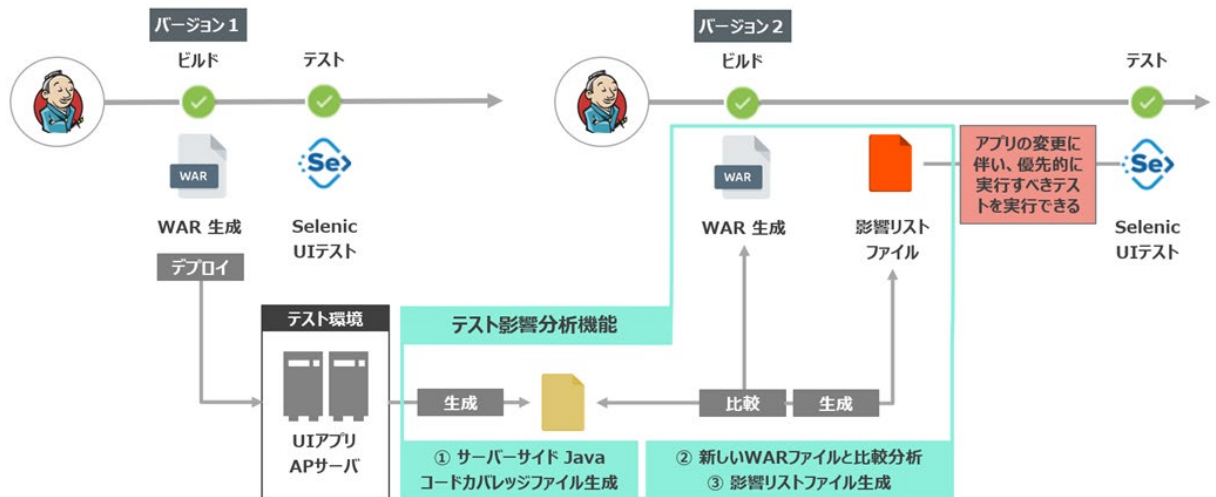 バージョン１
ビルド
テスト
WAR
Se
WAR 生成
Selenic
UIテスト
デプロイ
テスト環境
UIアプリ
APサーバ
テスト影響分析機能
生成
① サーバーサイド Java
コードカバレッジファイル生成
バージョン２
ビルド
テスト
WAR
WAR 生成
影響リスト
ファイル
アプリの変更に
伴い、優先的に
実行すべきテス
トを実行できる
Se
Selenic
UIテスト
比較
生成
② 新しいWARファイルと比較分析
③ 影響リストファイル生成